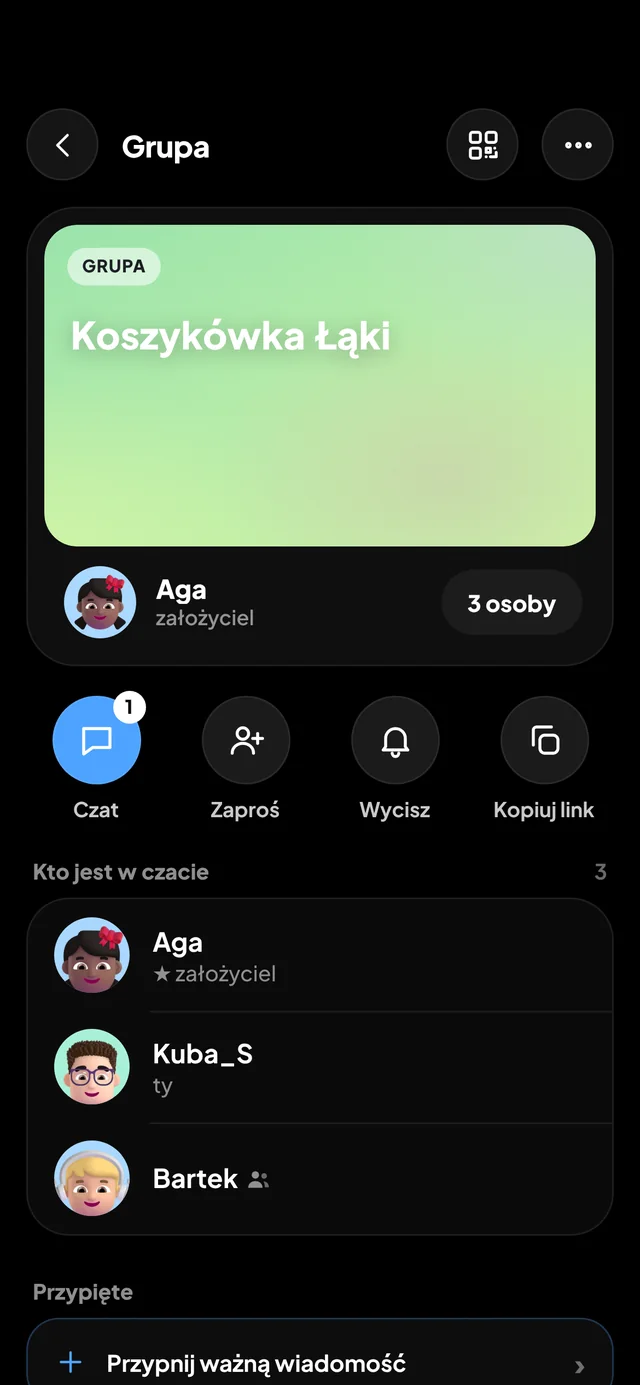 Grupa
GRUPA
Koszykówka Łąki
Aga
założyciel
3 osoby
1
Czat
Zaproś
Wycisz
Kopiuj link
Kto jest w czacie
3
Aga
★ założyciel
Kuba_S
ty
Bartek
Przypięte
Przypnij ważną wiadomość